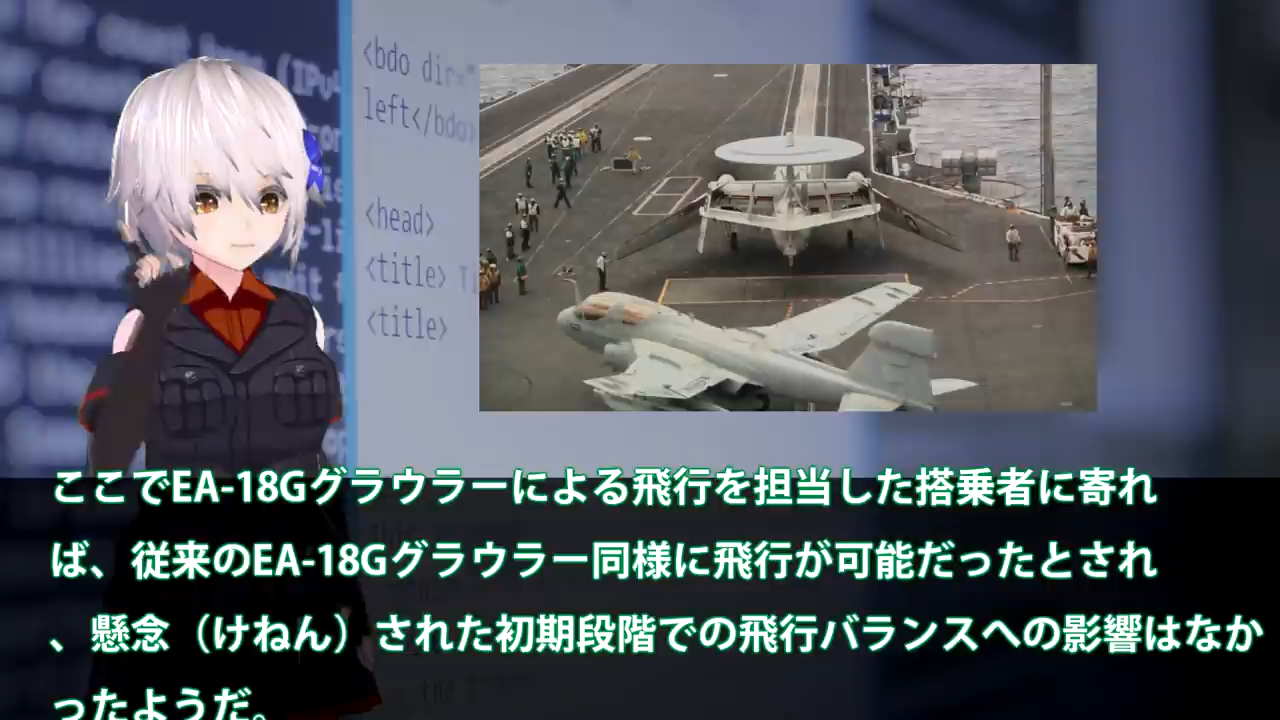 <bdo dir="
left</bdo>
<head>
<title>
<title>
ここでEA-18Gグラウラーによる飛行を担当した搭乗者に寄れ
ば、従来のEA-18Gグラウラー同様に飛行が可能だったとされ
、懸念（けねん）された初期段階での飛行バランスへの影響はなか
ったようだ。